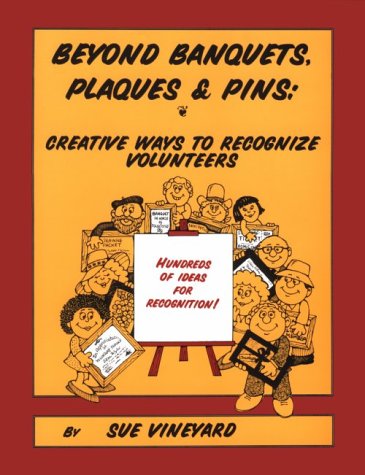 BEYOND BANQUETS,
PLAQUES & PINS:
CREATIVE WAYS TO RECOGNIZE
VOLUNTEERS
HUNDREDS
OF IDEAS
FOR
RECOGNITION!
BY SUE VINEYARD